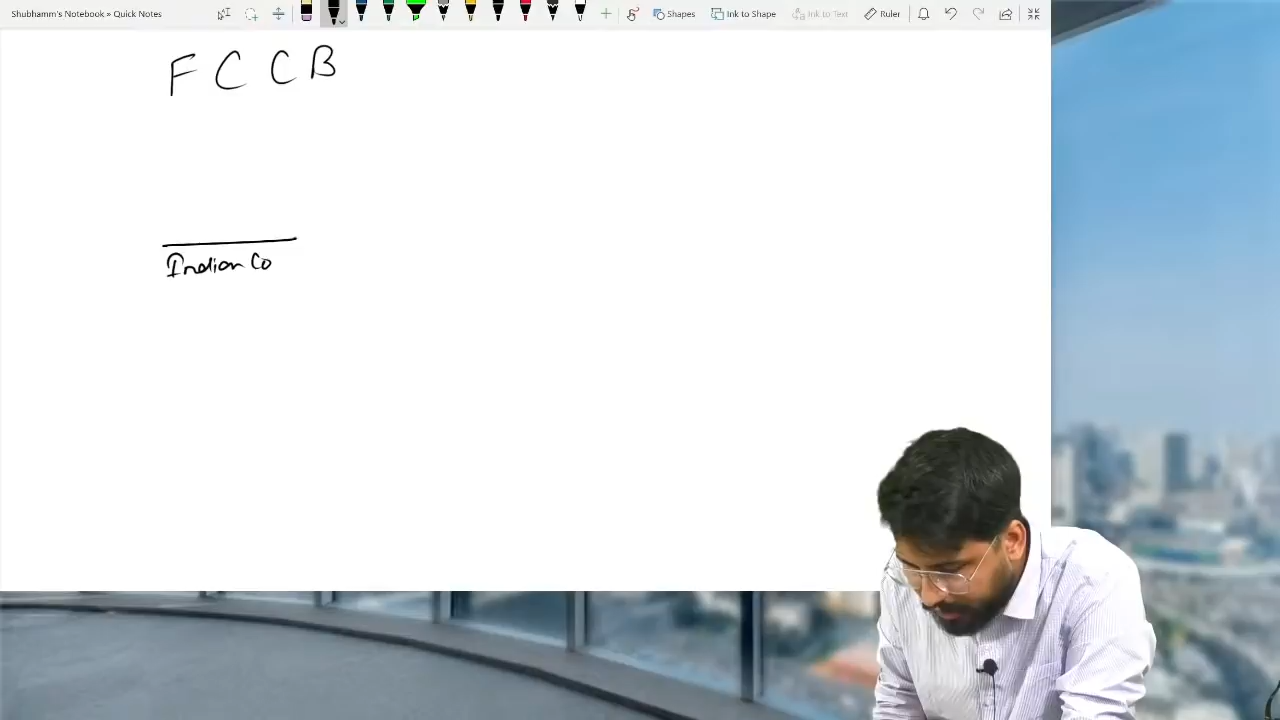 Shubhamm's Notebook » Quick Notes
Shapes
Ink to Shape
Ink to Text
Ruler
F C C B
Indian Co